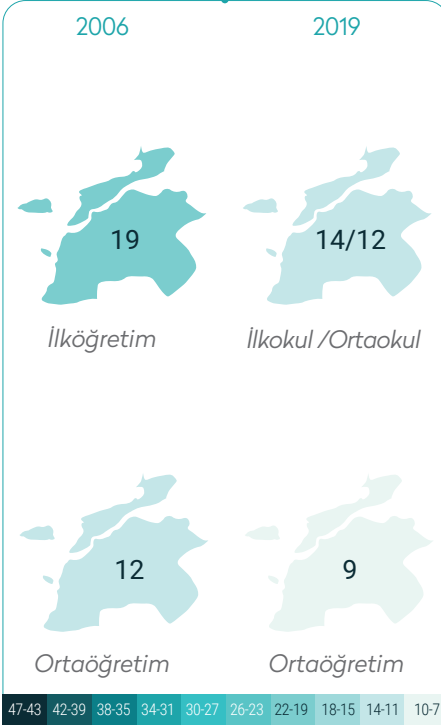 2006 2019
19 14/12
İlköğretim İlkokul /Ortaokul
12 9
Ortaöğretim Ortaöğretim
47-43 42-39 38-35 34-31 30-27 26-23 22-19 18-15 14-11 10-7